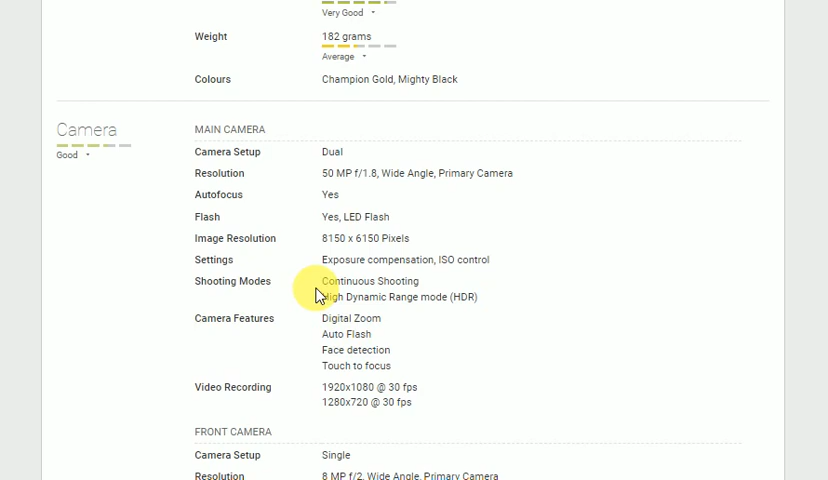 Very Good
Weight 182 grams
Average
Colours Champion Gold, Mighty Black
Camera
Good
MAIN CAMERA
Camera Setup Dual
Resolution 50 MP f/1.8, Wide Angle, Primary Camera
Autofocus Yes
Flash Yes, LED Flash
Image Resolution 8150 x 6150 Pixels
Settings Exposure compensation, ISO control
Shooting Modes Continuous Shooting
High Dynamic Range mode (HDR)
Camera Features Digital Zoom
Auto Flash
Face detection
Touch to focus
Video Recording 1920x1080 @ 30 fps
1280x720 @ 30 fps
FRONT CAMERA
Camera Setup Single
Resolution 8 MP f/2, Wide Angle, Primary Camera